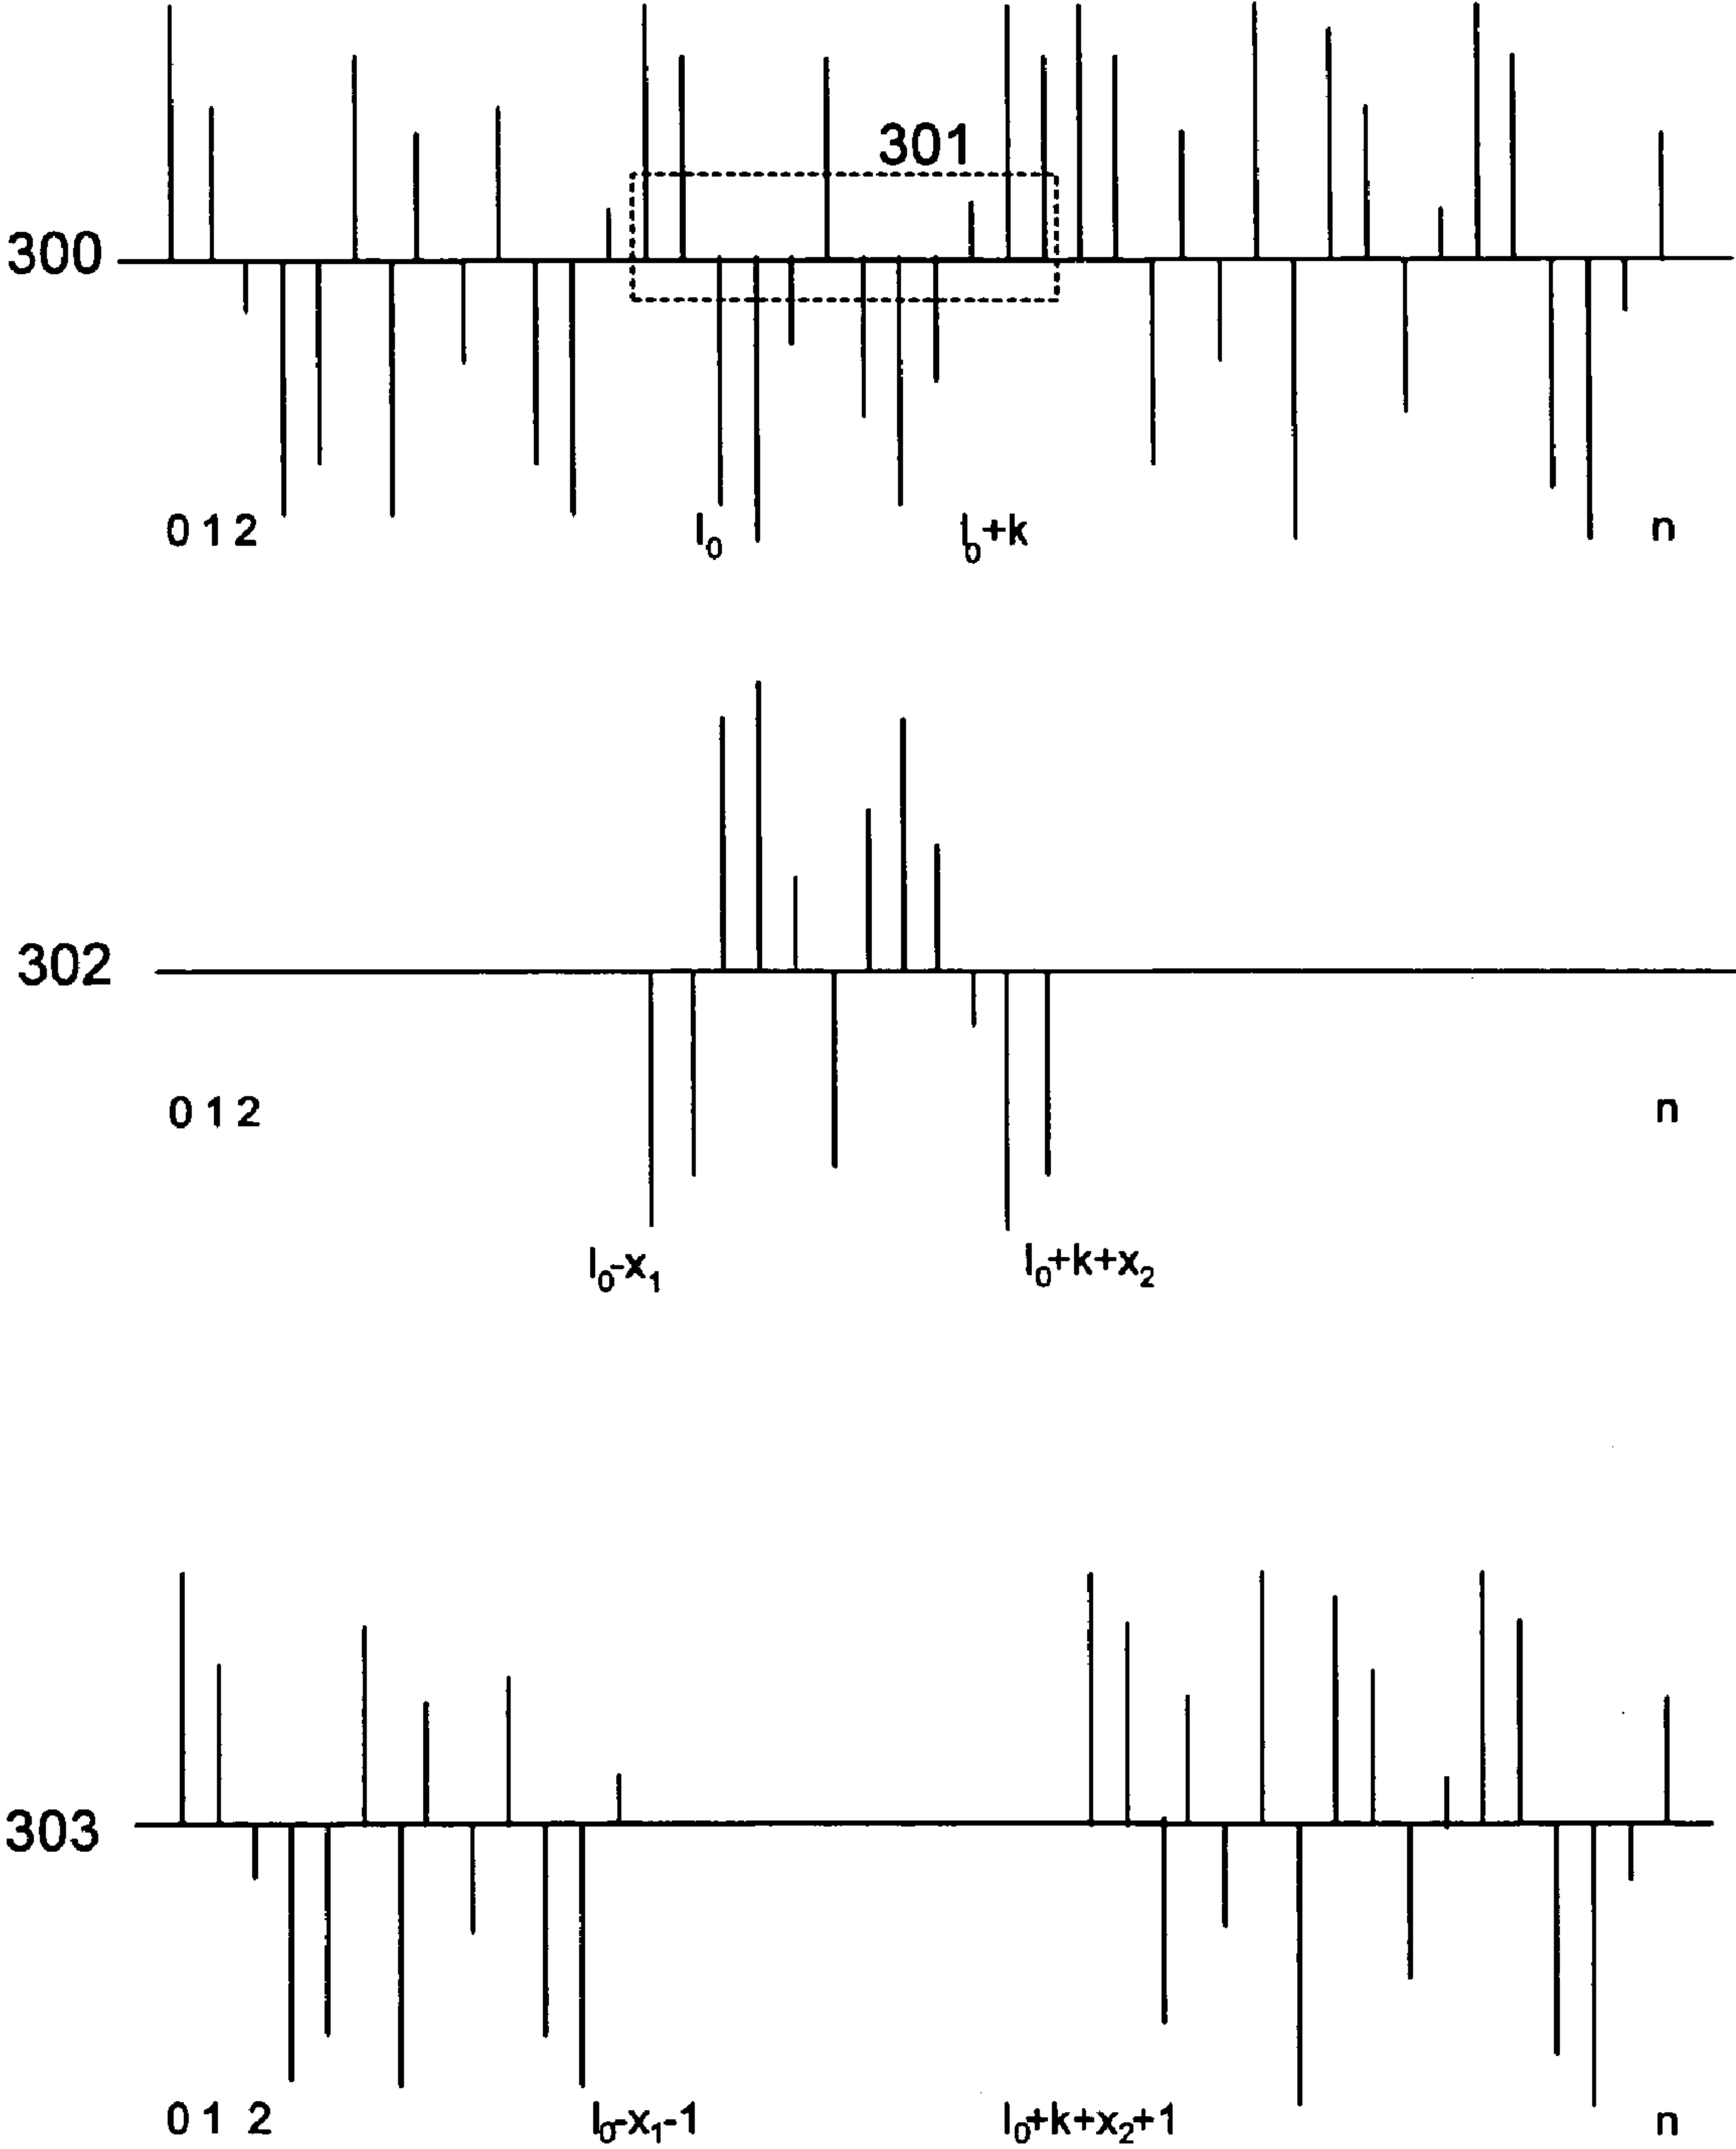 301
300
0 1 2 l₀ l₀+k n
302
0 1 2 n
l₀-x₁ l₀+k+x₂
303
0 1 2 l₀-x₁-1 l₀+k+x₂+1 n